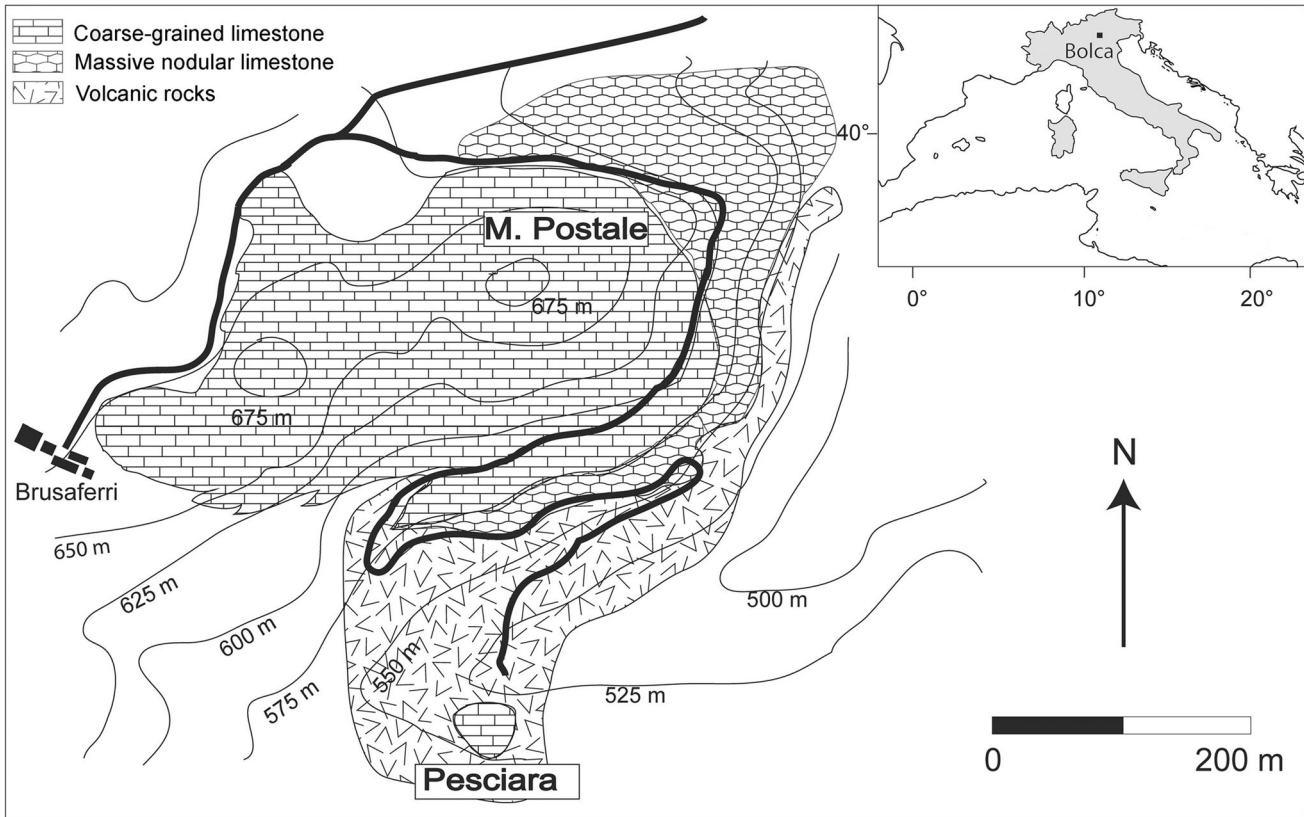 Coarse-grained limestone
Massive nodular limestone
Volcanic rocks
Bolca
40°
0°
10°
20°
M. Postale
675 m
675 m
Brusaferri
650 m
625 m
600 m
575 m
550 m
525 m
500 m
N
0
200 m
Pesciara